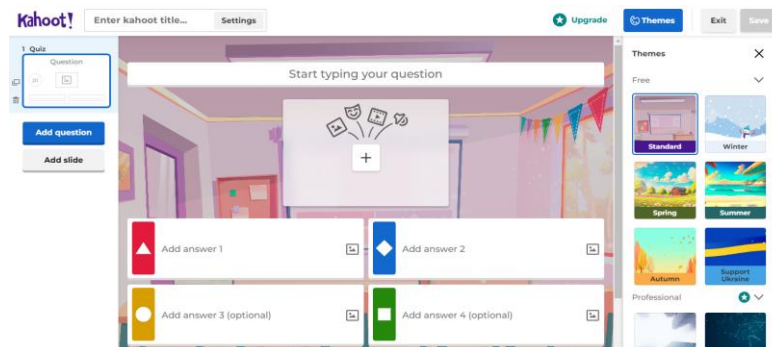 Kahoot!
Enter kahoot title...
Settings
Upgrade
Themes
Exit
Save
1 Quiz
Question
Add question
Add slide
Start typing your question
Add answer 1
Add answer 2
Add answer 3 (optional)
Add answer 4 (optional)
Themes
Free
Standard
Winter
Spring
Summer
Autumn
Support
Ukraine
Professional